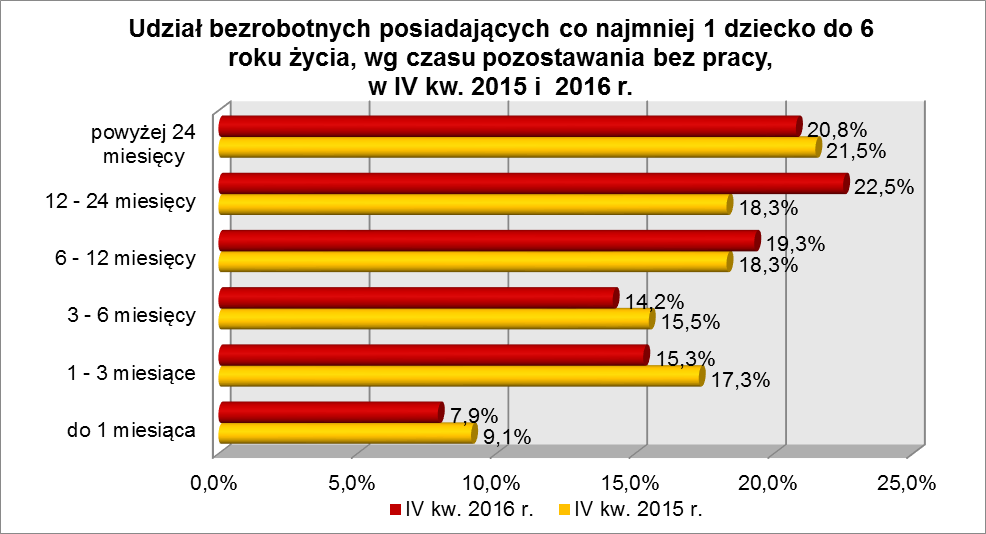 Udział bezrobotnych posiadających co najmniej 1 dziecko do 6
roku życia, wg czasu pozostawania bez pracy,
w IV kw. 2015 i  2016 r.
powyżej 24
miesięcy
20,8%
21,5%
12 - 24 miesięcy
22,5%
18,3%
6 - 12 miesięcy
19,3%
18,3%
3 - 6 miesięcy
14,2%
15,5%
1 - 3 miesiące
15,3%
17,3%
do 1 miesiąca
7,9%
9,1%
0,0% 5,0% 10,0% 15,0% 20,0% 25,0%
IV kw. 2016 r. IV kw. 2015 r.